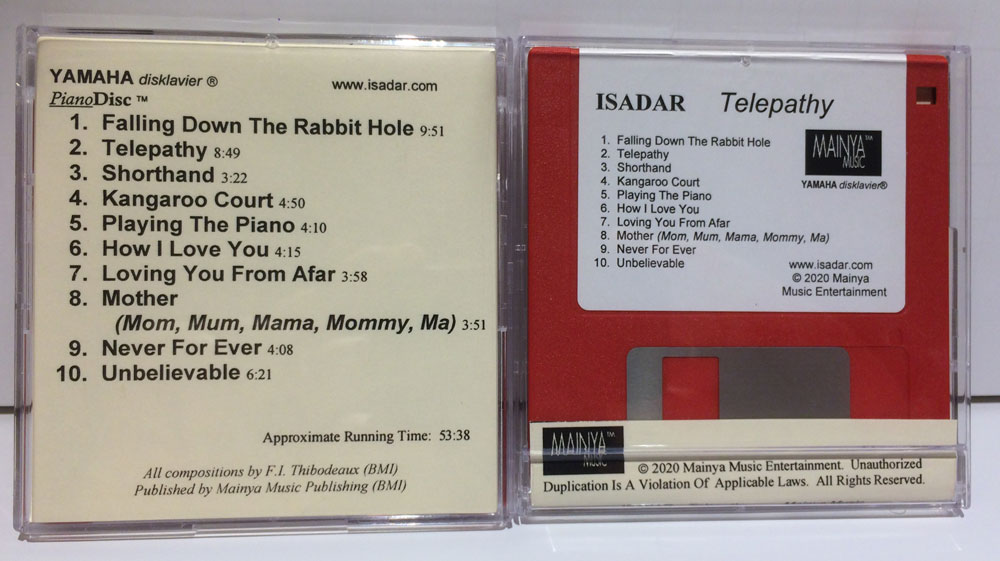 YAMAHA disklavier ®
www.isadar.com
PianoDisc ™
1. Falling Down The Rabbit Hole 9:51
2. Telepathy 8:49
3. Shorthand 3:22
4. Kangaroo Court 4:50
5. Playing The Piano 4:10
6. How I Love You 4:15
7. Loving You From Afar 3:58
8. Mother
(Mom, Mum, Mama, Mommy, Ma) 3:51
9. Never For Ever 4:08
10. Unbelievable 6:21
Approximate Running Time: 53:38
All compositions by F.I. Thibodeaux (BMI)
Published by Mainya Music Publishing (BMI)
ISADAR Telepathy
1. Falling Down The Rabbit Hole
2. Telepathy
3. Shorthand
4. Kangaroo Court
5. Playing The Piano
6. How I Love You
7. Loving You From Afar
8. Mother (Mom, Mum, Mama, Mommy, Ma)
9. Never For Ever
10. Unbelievable
MAINYA™
MUSIC
YAMAHA disklavier®
www.isadar.com
© 2020 Mainya
Music Entertainment
MAINYA™
MUSIC
© 2020 Mainya Music Entertainment. Unauthorized
Duplication Is A Violation Of Applicable Laws. All Rights Reserved.